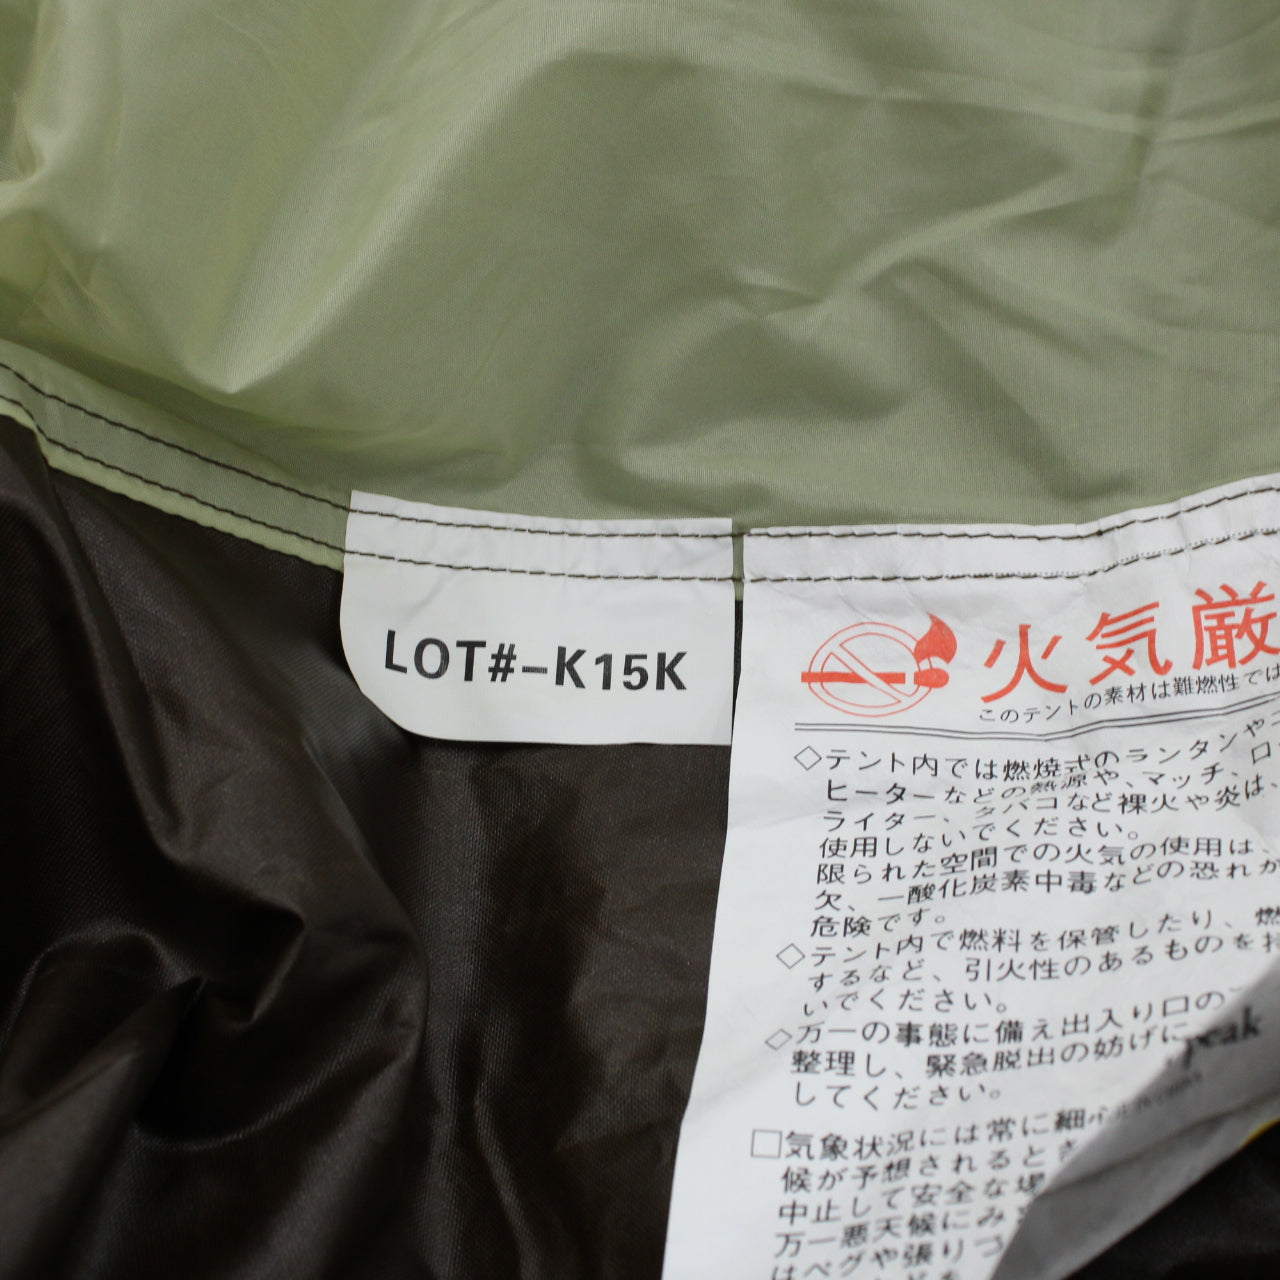 LOT#-K15K
火気厳
このテントの素材は難燃性では
◇テント内では燃焼式のランタンや
ヒーターなどの熱源や、マッチ、ロ
ライター、タバコなど裸火や炎は、
使用しないでください。
限られた空間での火気の使用は、
欠、一酸化炭素中毒などの恐れが
危険です。
◇テント内で燃料を保管したり、燃
するなど、引火性のあるものを
いでください。
◇万一の事態に備え出入り口の
整理し、緊急脱出の妨げに
してください。
peak
□気象状況には常に細
候が予想されるとき
中止して安全な場
万一悪天候にみ
はペグや張りつ